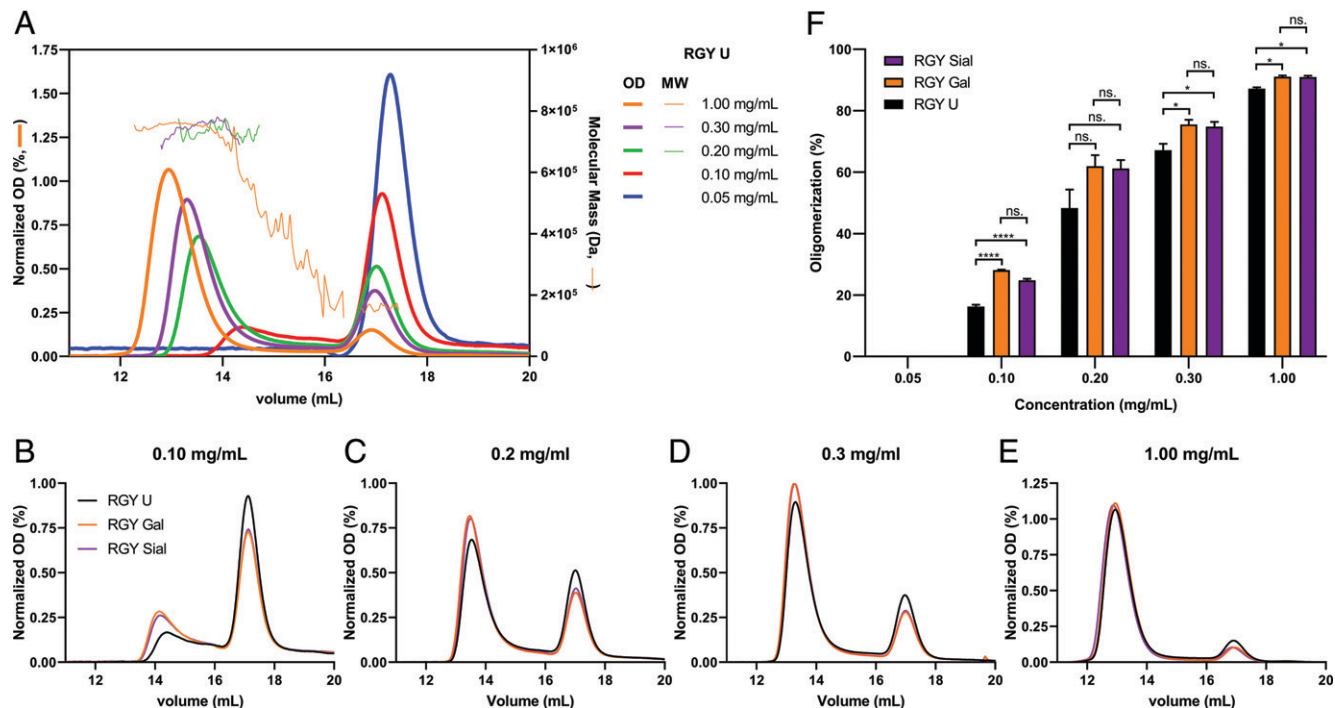 A
1.75
1.50
1.25
1.00
0.75
0.50
0.25
0.00
Normalized OD (%, )
1×10⁶
8×10⁵
6×10⁵
4×10⁵
2×10⁵
0
Molecular Mass (Da, )
12 14 16 18 20
volume (mL)
RGY U
OD MW
1.00 mg/mL
0.30 mg/mL
0.20 mg/mL
0.10 mg/mL
0.05 mg/mL
F
100
80
60
40
20
0
Oligomerization (%)
RGY Sial
RGY Gal
RGY U
ns.
****
****
ns.
ns.
ns.
ns.
*
*
ns.
*
*
0.05 0.10 0.20 0.30 1.00
Concentration (mg/mL)
B
0.10 mg/mL
1.00
0.75
0.50
0.25
0.00
Normalized OD (%)
RGY U
RGY Gal
RGY Sial
12 14 16 18 20
volume (mL)
C
0.2 mg/ml
1.00
0.75
0.50
0.25
0.00
Normalized OD (%)
12 14 16 18 20
Volume (mL)
D
0.3 mg/ml
1.00
0.75
0.50
0.25
0.00
Normalized OD (%)
12 14 16 18 20
Volume (mL)
E
1.00 mg/mL
1.25
1.00
0.75
0.50
0.25
0.00
Normalized OD (%)
12 14 16 18 20
volume (mL)